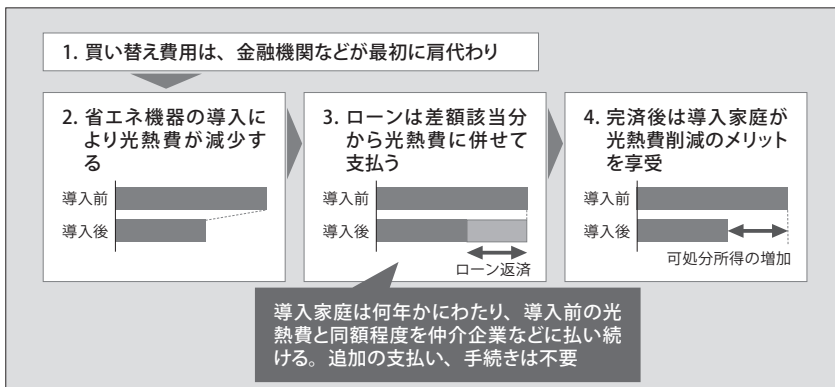 1. 買い替え費用は、金融機関などが最初に肩代わり
2. 省エネ機器の導入に
より光熱費が減少す
る
導入前
導入後
3. ローンは差額該当分
から光熱費に併せて
支払う
導入前
導入後
ローン返済
4. 完済後は導入家庭が
光熱費削減のメリット
を享受
導入前
導入後
可処分所得の増加
導入家庭は何年かにわたり、導入前の光
熱費と同額程度を仲介企業などに払い続
ける。追加の支払い、手続きは不要